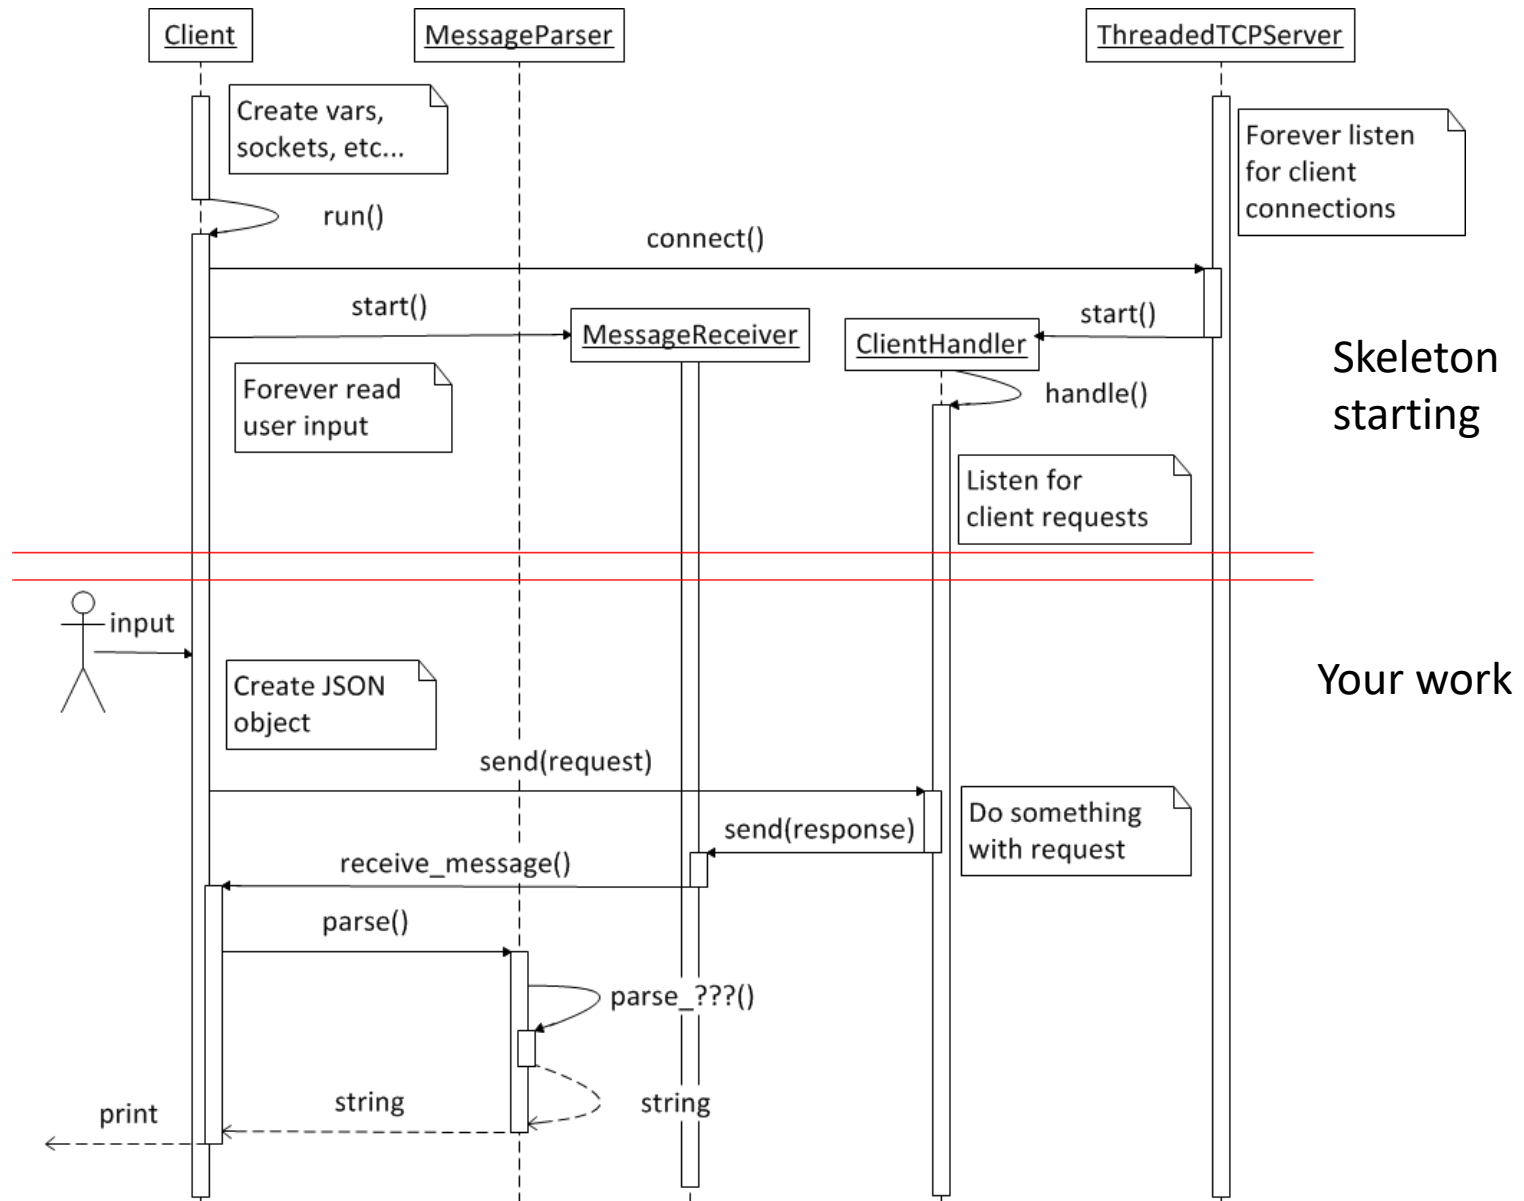 Client
MessageParser
ThreadedTCPServer
Create vars,
sockets, etc...
Forever listen
for client
connections
run()
connect()
start()
MessageReceiver
start()
ClientHandler
Skeleton
starting
Forever read
user input
handle()
Listen for
client requests
input
Create JSON
object
Your work
send(request)
Do something
with request
send(response)
receive_message()
parse()
parse_???()
string
string
print